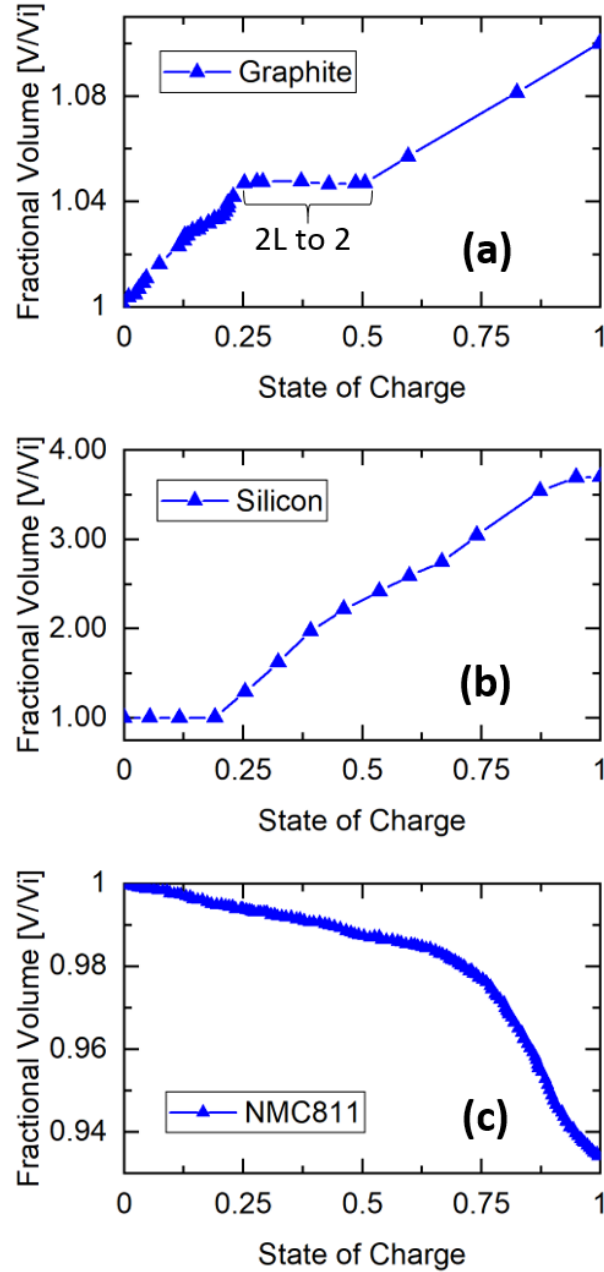 Fractional Volume [V/Vi]
1.08
1.04
1
Graphite
2L to 2
(a)
0 0.25 0.5 0.75 1
State of Charge
Fractional Volume [V/Vi]
4.00
3.00
2.00
1.00
Silicon
(b)
0 0.25 0.5 0.75 1
State of Charge
Fractional Volume [V/Vi]
1
0.98
0.96
0.94
NMC811
(c)
0 0.25 0.5 0.75 1
State of Charge